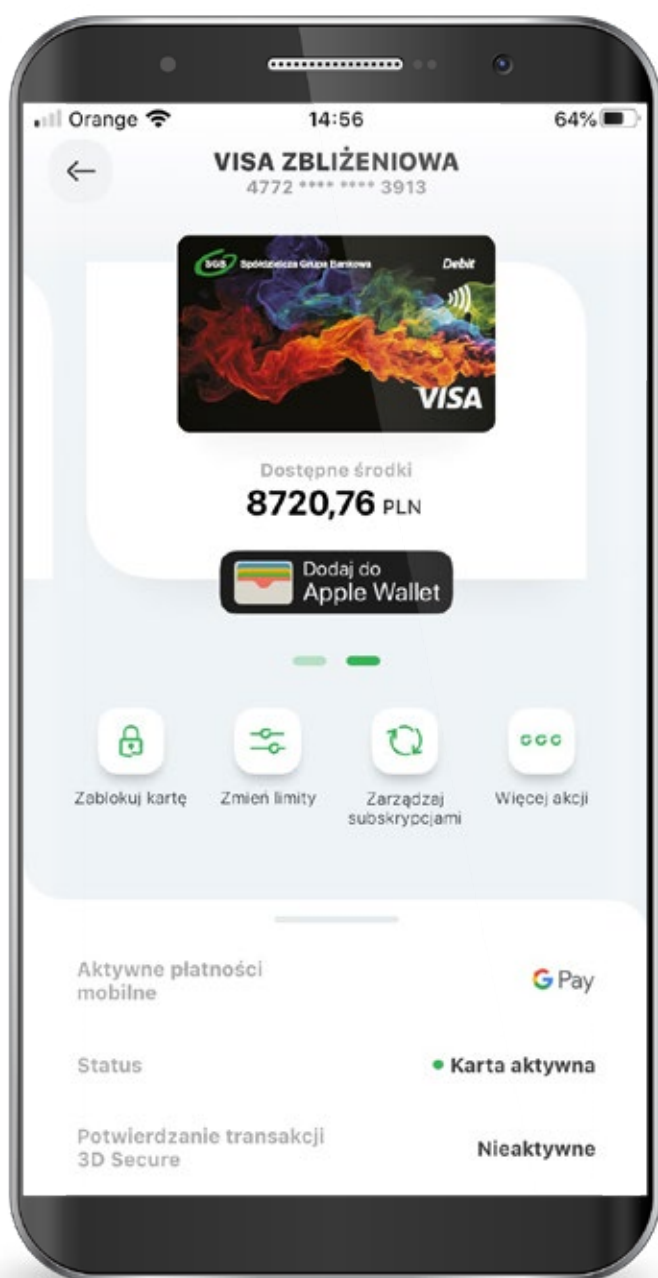 Orange 14:56 64%
VISA ZBLIŻENIOWA
4772 **** **** 3913
SGB Spółdzielcza Grupa Bankowa Debit
VISA
Dostępne środki
8720,76 PLN
Dodaj do
Apple Wallet
Zablokuj kartę Zmień limity Zarządzaj Więcej akcji
subskrypcjami
Aktywne płatności
mobilne
G Pay
Status Karta aktywna
Potwierdzanie transakcji
3D Secure
Nieaktywne